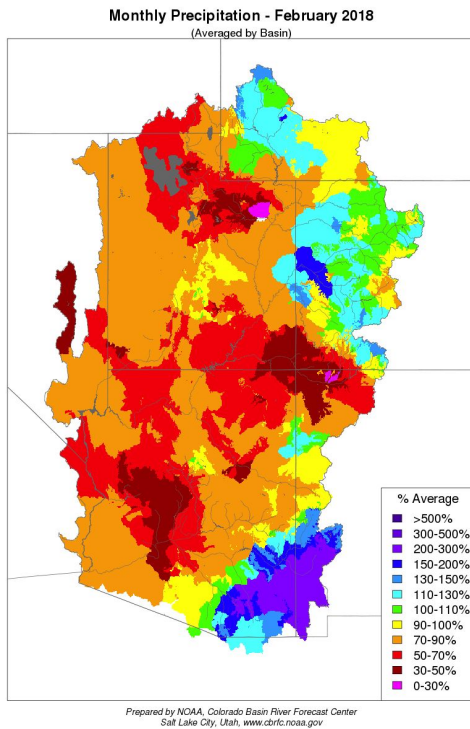 Monthly Precipitation - February 2018
(Averaged by Basin)
% Average
>500%
300-500%
200-300%
150-200%
130-150%
110-130%
100-110%
90-100%
70-90%
50-70%
30-50%
0-30%
Prepared by NOAA, Colorado Basin River Forecast Center
Salt Lake City, Utah, www.cbrfc.noaa.gov